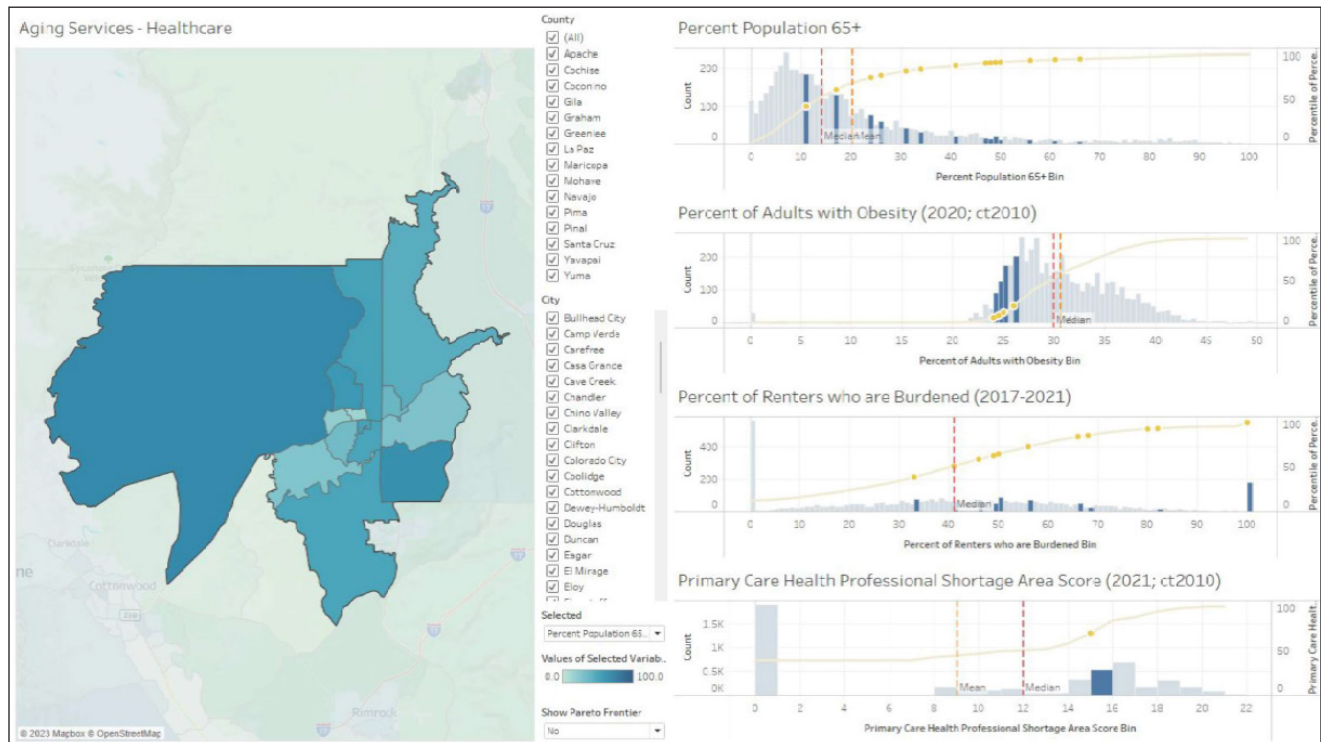 Aging Services - Healthcare
Clarkdale
Cottonwood
Rimrock
© 2023 Mapbox © OpenStreetMap
County
(All)
Apache
Cochise
Coconino
Gila
Graham
Greenlee
La Paz
Maricopa
Mohave
Navajo
Pima
Pinal
Santa Cruz
Yavapai
Yuma
City
Bullhead City
Camp Verde
Carefree
Casa Grande
Cave Creek
Chandler
Chino Valley
Clarkdale
Clifton
Colorado City
Coolidge
Cottonwood
Dewey-Humboldt
Douglas
Duncan
Eagar
El Mirage
Eloy
Selected
Percent Population 65..
Values of Selected Variab..
0.0 100.0
Show Pareto Frontier
No
Percent Population 65+
Count
200
100
0
Median Mean
100
50
0
Percentile of Perce..
0 10 20 30 40 50 60 70 80 90 100
Percent Population 65+ Bin
Percent of Adults with Obesity (2020; ct2010)
Count
200
100
0
Median
100
50
0
Percentile of Perce..
0 5 10 15 20 25 30 35 40 45 50
Percent of Adults with Obesity Bin
Percent of Renters who are Burdened (2017-2021)
Count
400
200
0
Median
100
50
0
Percentile of Perce..
0 10 20 30 40 50 60 70 80 90 100
Percent of Renters who are Burdened Bin
Primary Care Health Professional Shortage Area Score (2021; ct2010)
Count
1.5K
1K
0.5K
0K
Mean Median
100
50
0
Primary Care Healt..
0 2 4 6 8 10 12 14 16 18 20 22
Primary Care Health Professional Shortage Area Score Bin